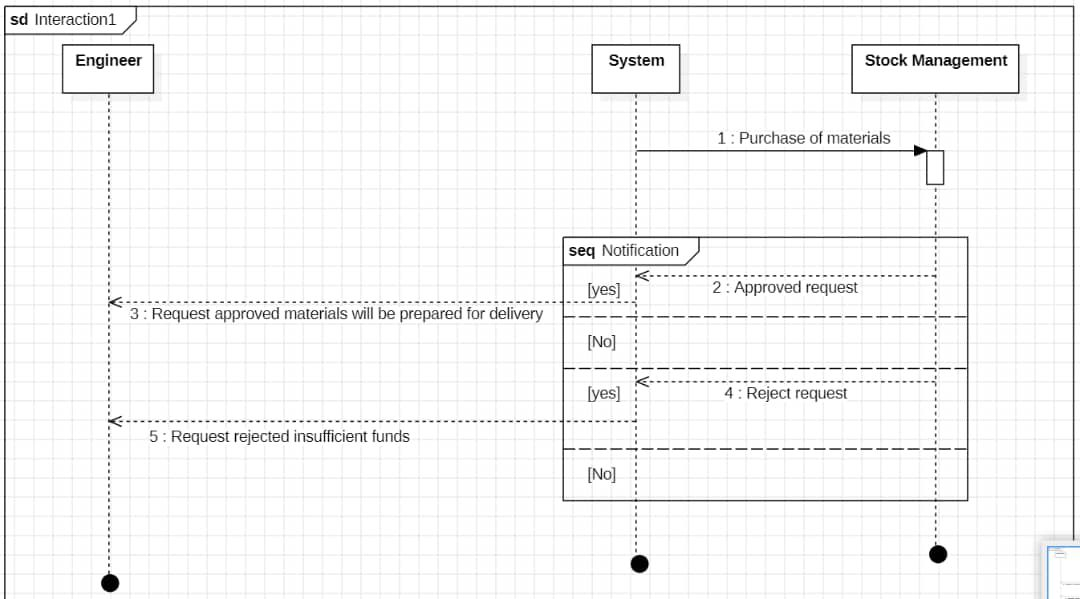 sd Interaction1
Engineer
System
Stock Management
1 : Purchase of materials
seq Notification
[yes]
2 : Approved request
3 : Request approved materials will be prepared for delivery
[No]
[yes]
4 : Reject request
5 : Request rejected insufficient funds
[No]